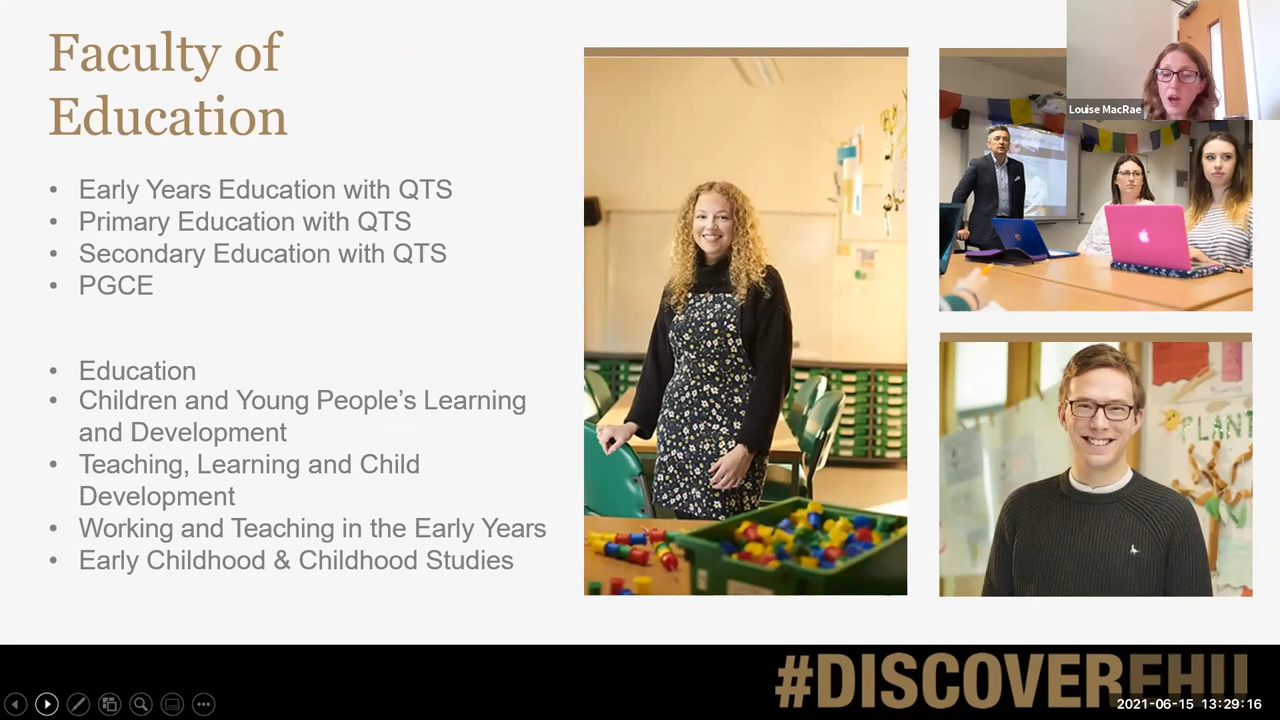 Faculty of
Education
• Early Years Education with QTS
• Primary Education with QTS
• Secondary Education with QTS
• PGCE
• Education
• Children and Young People’s Learning
and Development
• Teaching, Learning and Child
Development
• Working and Teaching in the Early Years
• Early Childhood & Childhood Studies
Louise MacRae
PLANT
#DISCOVEREHU
2021-06-15 13:29:16